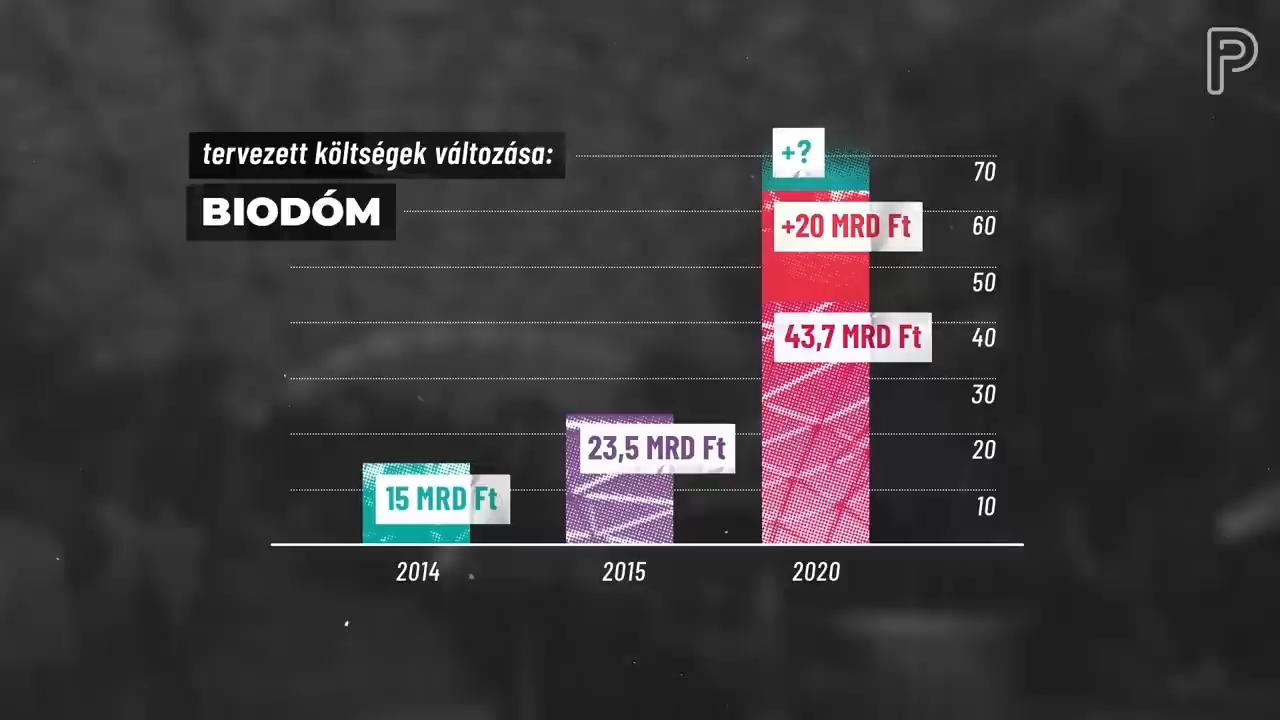 P
tervezett költségek változása:
BIODÓM
+?
70
+20 MRD Ft
60
50
43,7 MRD Ft
40
30
23,5 MRD Ft
20
15 MRD Ft
10
2014
2015
2020